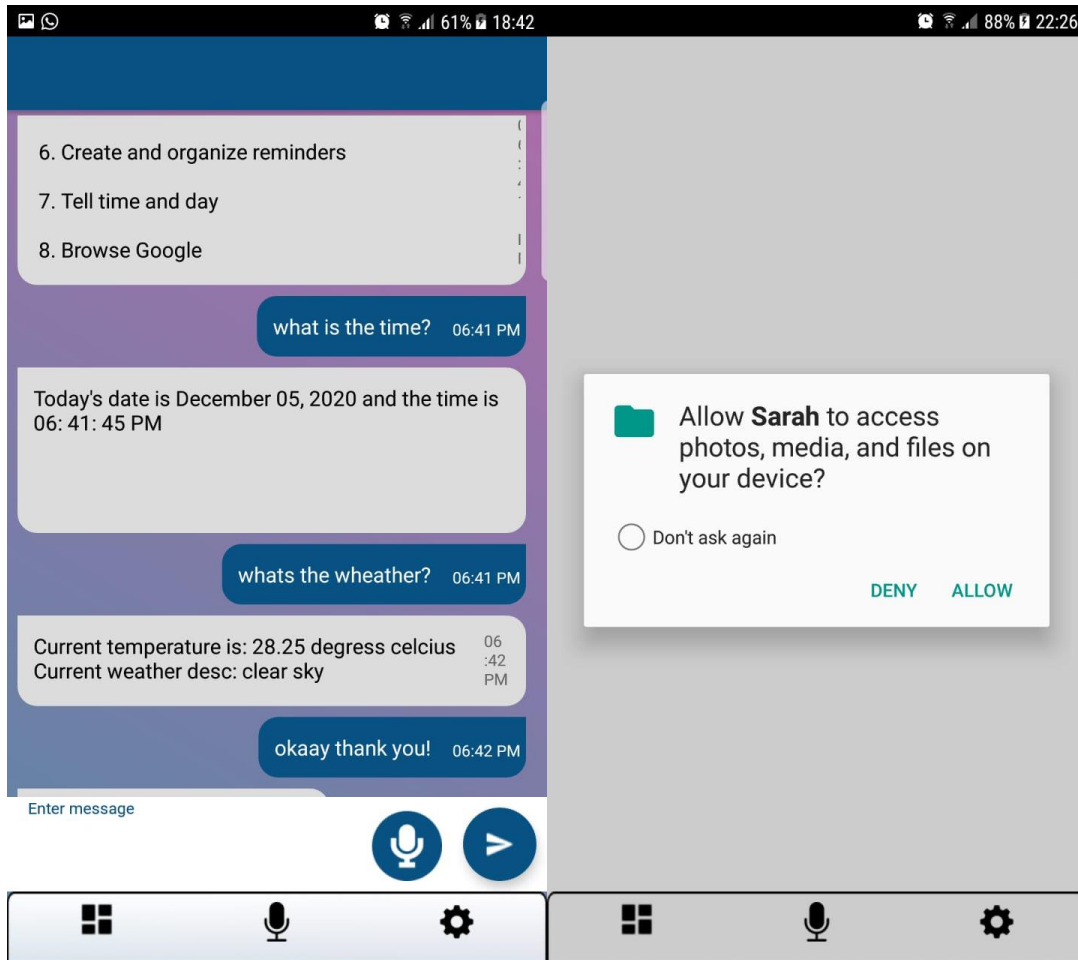 61% 18:42
6. Create and organize reminders
7. Tell time and day
8. Browse Google
what is the time? 06:41 PM
Today's date is December 05, 2020 and the time is
06: 41: 45 PM
whats the wheather? 06:41 PM
Current temperature is: 28.25 degress celcius
Current weather desc: clear sky
06
:42
PM
okaay thank you! 06:42 PM
Enter message
88% 22:26
Allow Sarah to access
photos, media, and files on
your device?
Don't ask again
DENY ALLOW